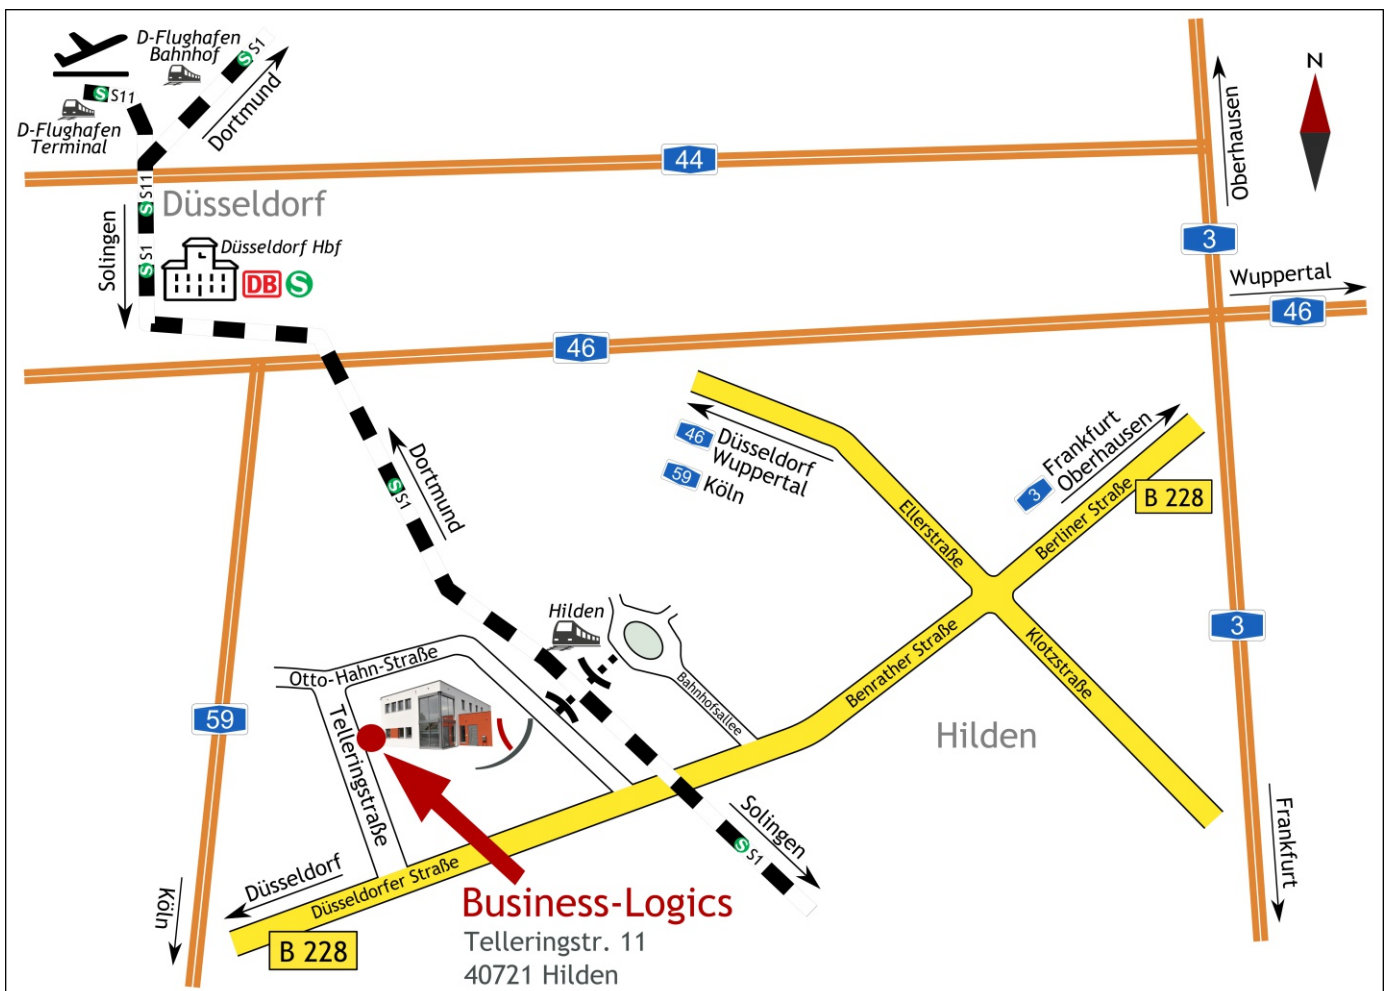 D-Flughafen
Bahnhof
S S1
Dortmund
S S11
D-Flughafen
Terminal
N
Oberhausen
44
S S11
Düsseldorf
Solingen
S S1
Düsseldorf Hbf
DB S
3
Wuppertal
46
46
Dortmund
S S1
46 Düsseldorf
Wuppertal
59 Köln
Frankfurt
3 Oberhausen
B 228
Ellerstraße
Berliner Straße
Hilden
Benrather Straße
Klotzstraße
3
Otto-Hahn-Straße
Bahnhofsallee
59
Telleringstraße
Hilden
Solingen
S S1
Frankfurt
Düsseldorf
Düsseldorfer Straße
Köln
B 228
Business-Logics
Telleringstr. 11
40721 Hilden